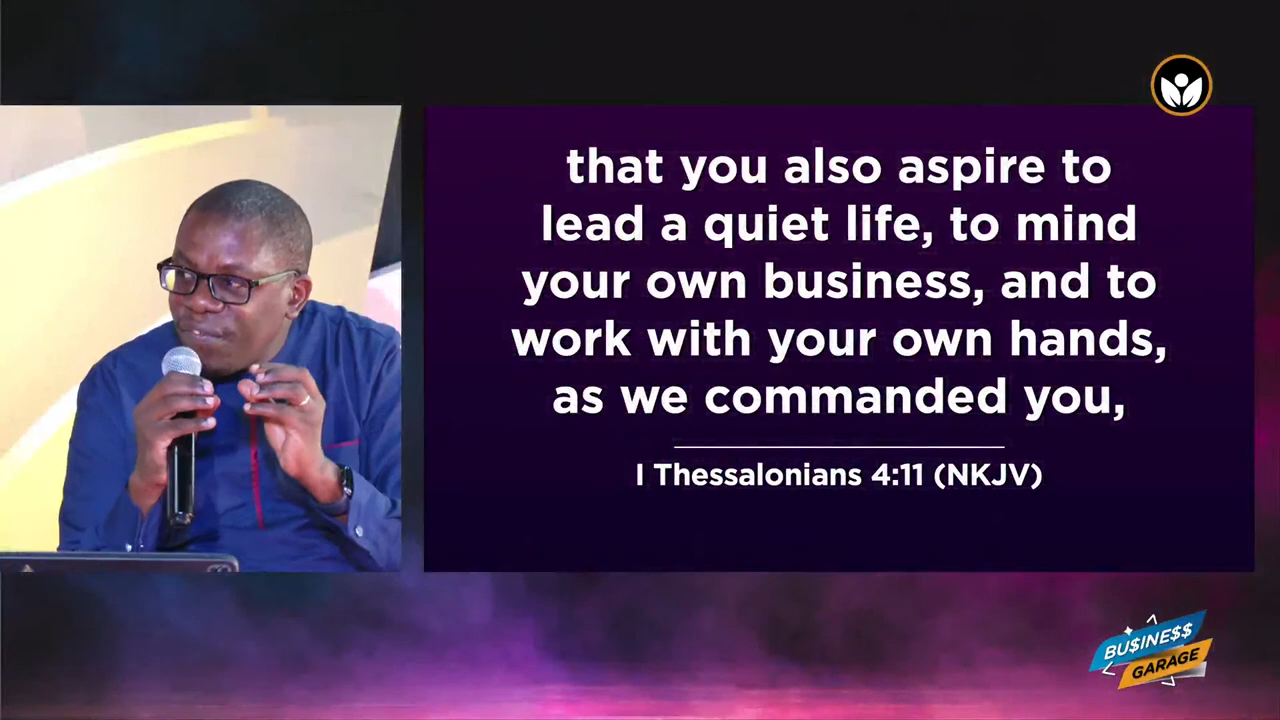 that you also aspire to
lead a quiet life, to mind
your own business, and to
work with your own hands,
as we commanded you,
I Thessalonians 4:11 (NKJV)
BU$INE$$
GARAGE